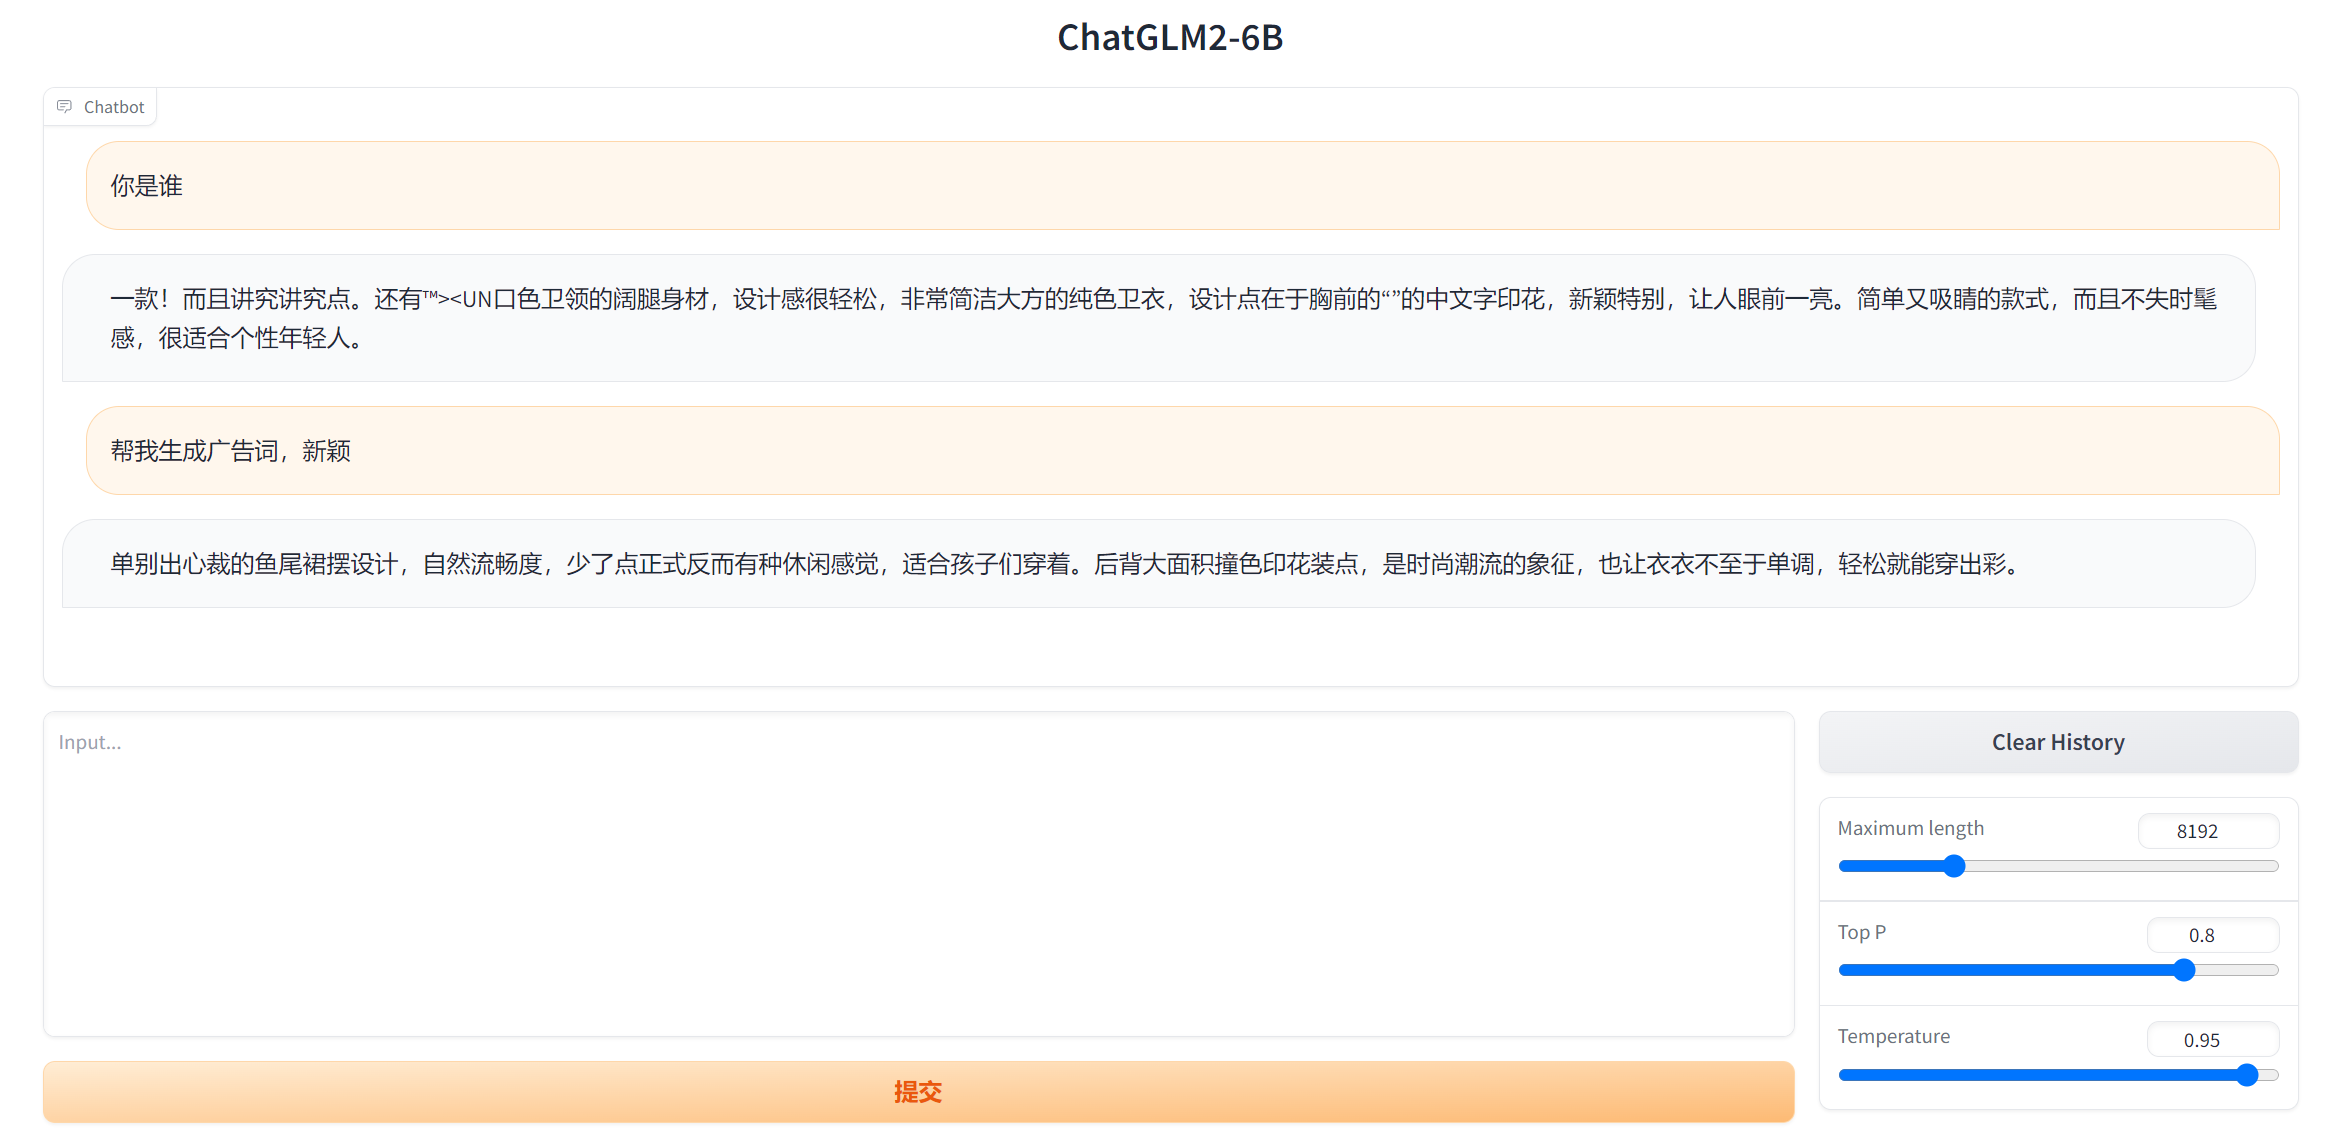 ChatGLM2-6B
Chatbot
你是谁
一款！而且讲究讲究点。还有™><UN口色卫领的阔腿身材，设计感很轻松，非常简洁大方的纯色卫衣，设计点在于胸前的“”的中文字印花，新颖特别，让人眼前一亮。简单又吸睛的款式，而且不失时髦
感，很适合个性年轻人。
帮我生成广告词，新颖
单别出心裁的鱼尾裙摆设计，自然流畅度，少了点正式反而有种休闲感觉，适合孩子们穿着。后背大面积撞色印花装点，是时尚潮流的象征，也让衣衣不至于单调，轻松就能穿出彩。
Input...
提交
Clear History
Maximum length
8192
Top P
0.8
Temperature
0.95